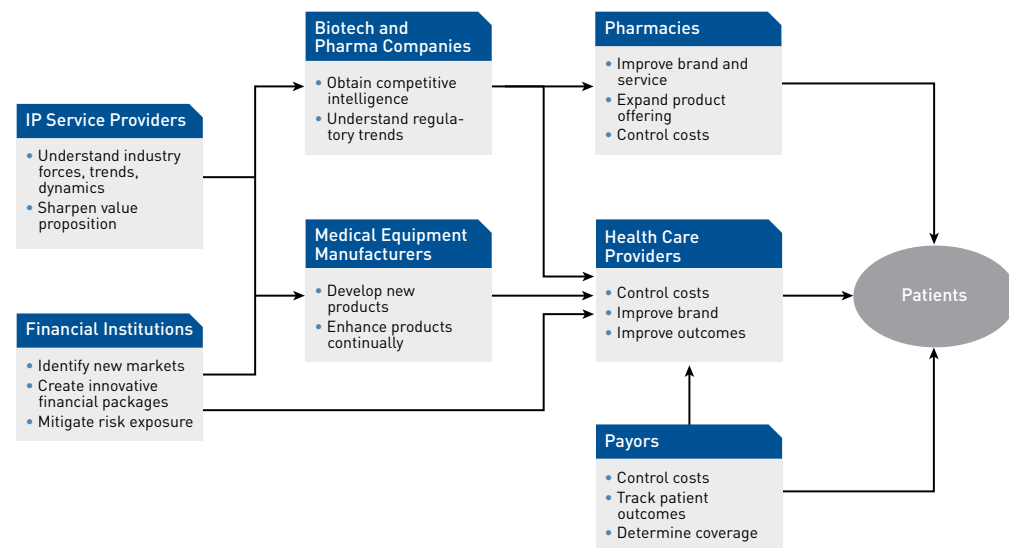 IP Service Providers
• Understand industry
forces, trends,
dynamics
• Sharpen value
proposition
Financial Institutions
• Identify new markets
• Create innovative
financial packages
• Mitigate risk exposure
Biotech and
Pharma Companies
• Obtain competitive
intelligence
• Understand regula-
tory trends
Medical Equipment
Manufacturers
• Develop new
products
• Enhance products
continually
Pharmacies
• Improve brand and
service
• Expand product
offering
• Control costs
Health Care
Providers
• Control costs
• Improve brand
• Improve outcomes
Payors
• Control costs
• Track patient
outcomes
• Determine coverage
Patients